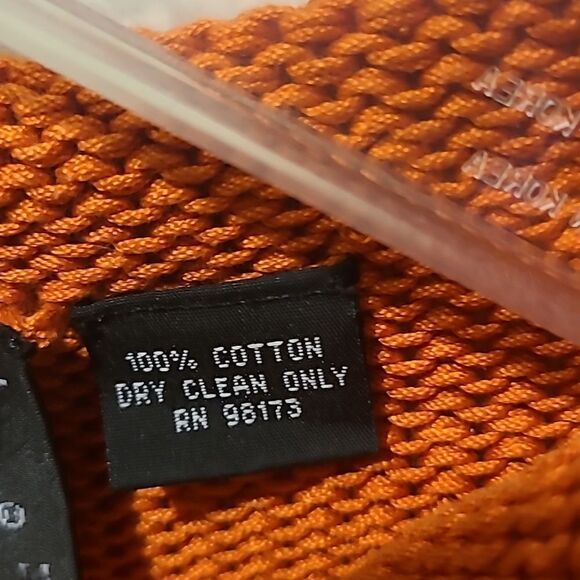 100% COTTON
DRY CLEAN ONLY
RN 98173
®